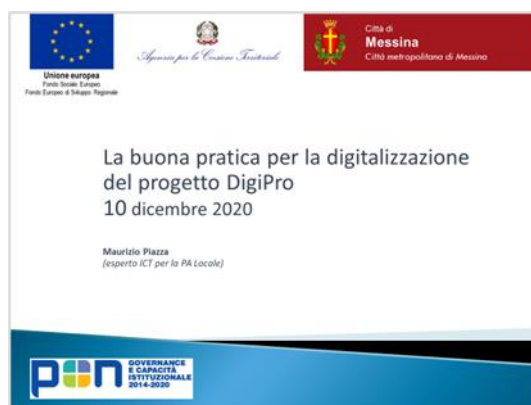 Unione europea
Fondo Sociale Europeo
Fondo Europeo di Sviluppo Regionale
Agenzia per la Coesione Territoriale
Città di
Messina
Città metropolitana di Messina
La buona pratica per la digitalizzazione
del progetto DigiPro
10 dicembre 2020
Maurizio Piazza
(esperto ICT per la PA Locale)
pon
GOVERNANCE
E CAPACITÀ
ISTITUZIONALE
2014-2020